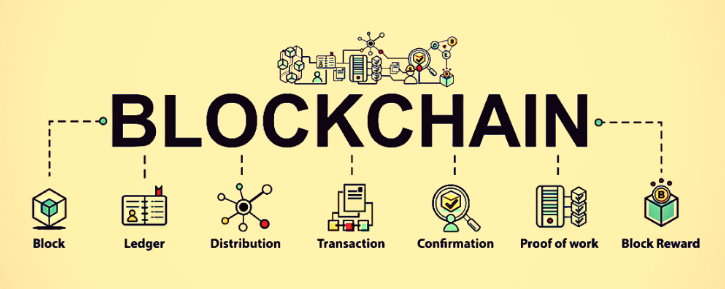 BLOCKCHAIN
Block Ledger Distribution Transaction Confirmation Proof of work Block Reward